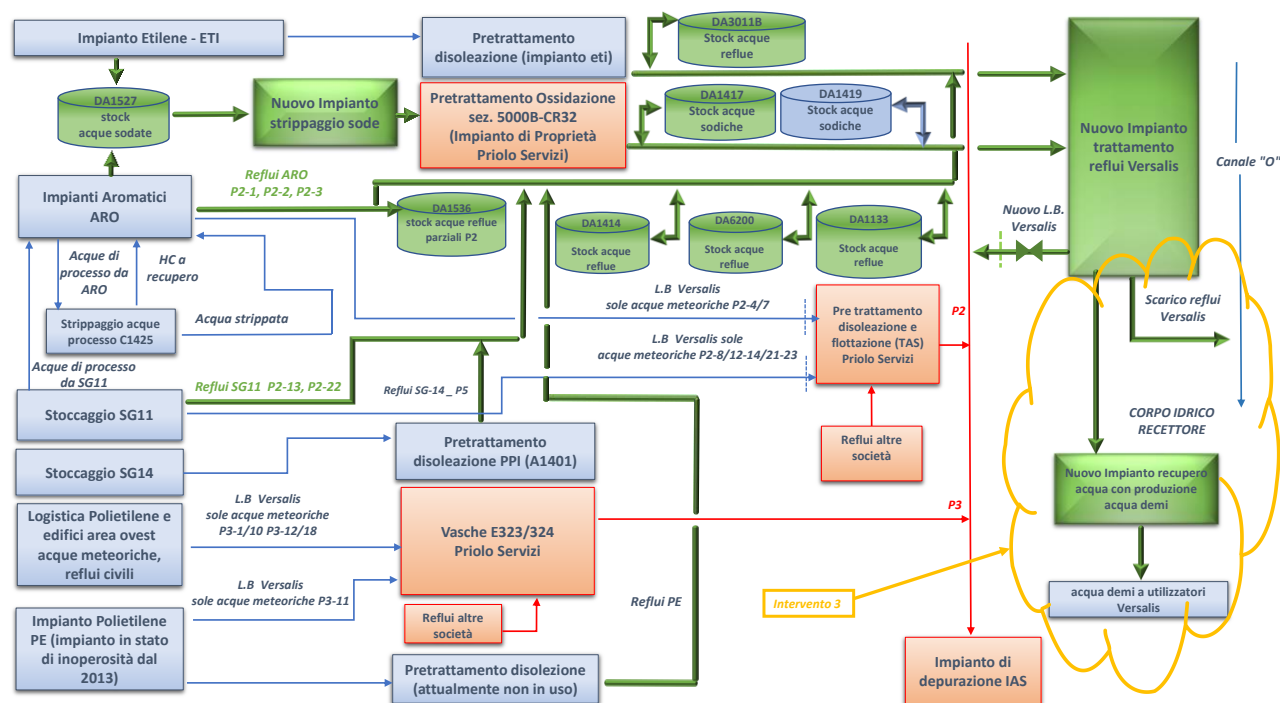 Impianto Etilene - ETI
Pretrattamento
disoleazione (impianto eti)
DA3011B
Stock acque
reflue
DA1527
stock
acque sodate
Nuovo Impianto
strippaggio sode
Pretrattamento Ossidazione
sez. 5000B-CR32
(Impianto di Proprietà
Priolo Servizi)
DA1417
Stock acque
sodiche
DA1419
Stock acque
sodiche
Nuovo Impianto
trattamento
reflui Versalis
Canale "O"
Reflui ARO
P2-1, P2-2, P2-3
Impianti Aromatici
ARO
DA1536
stock acque reflue
parziali P2
DA1414
Stock acque
reflue
DA6200
Stock acque
reflue
DA1133
Stock acque
reflue
Nuovo L.B.
Versalis
Acque di
processo da
ARO
HC a
recupero
L.B Versalis
sole acque meteoriche P2-4/7
Scarico reflui
Versalis
Strippaggio acque
processo C1425
Acqua strippata
Pre trattamento
disoleazione e
flottazione (TAS)
Priolo Servizi
P2
L.B Versalis sole
acque meteoriche P2-8/12-14/21-23
Acque di processo
da SG11
Reflui SG11 P2-13, P2-22
Reflui SG-14 _ P5
Stoccaggio SG11
CORPO IDRICO
RECETTORE
Pretrattamento
disoleazione PPI (A1401)
Reflui altre
società
Stoccaggio SG14
Nuovo Impianto recupero
acqua con produzione
acqua demi
L.B Versalis
sole acque meteoriche
P3-1/10 P3-12/18
Logistica Polietilene e
edifici area ovest
acque meteoriche,
reflui civili
Vasche E323/324
Priolo Servizi
P3
L.B Versalis
sole acque meteoriche P3-11
Reflui PE
Intervento 3
acqua demi a utilizzatori
Versalis
Reflui altre
società
Impianto Polietilene
PE (impianto in stato
di inoperosità dal
2013)
Pretrattamento disolezione
(attualmente non in uso)
Impianto di
depurazione IAS